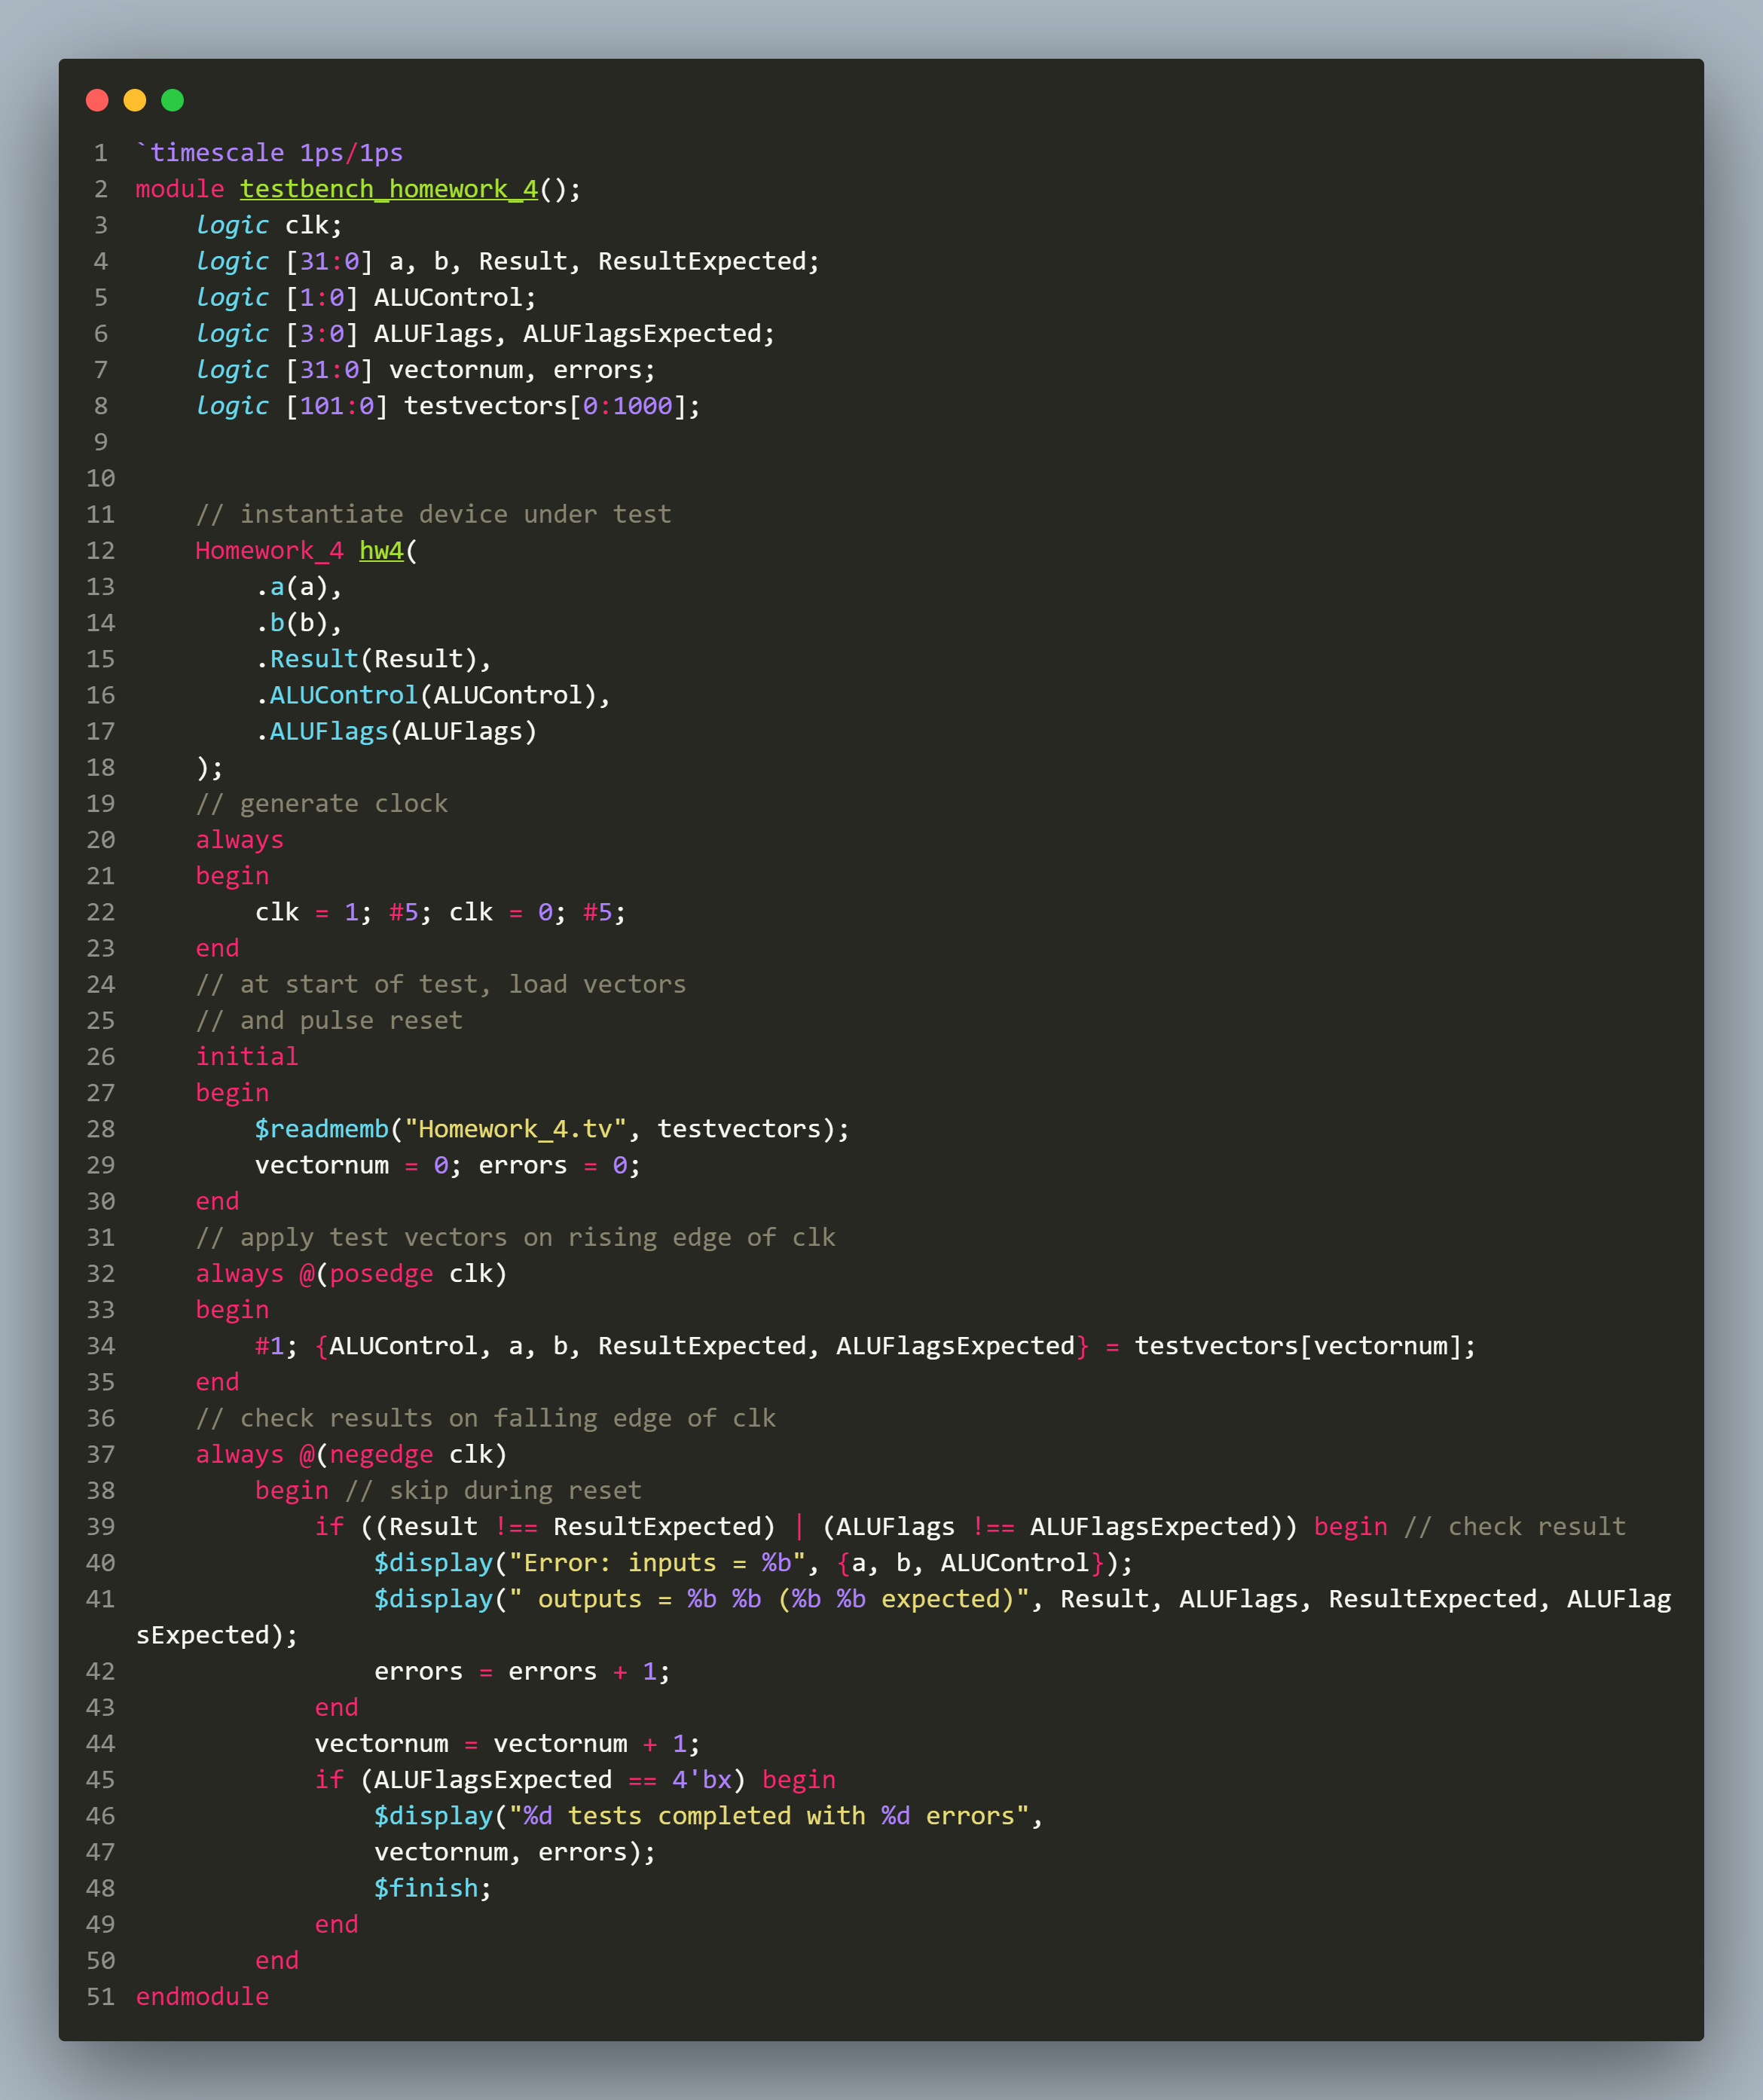 1 `timescale 1ps/1ps
2 module testbench_homework_4();
3     logic clk;
4     logic [31:0] a, b, Result, ResultExpected;
5     logic [1:0] ALUControl;
6     logic [3:0] ALUFlags, ALUFlagsExpected;
7     logic [31:0] vectornum, errors;
8     logic [101:0] testvectors[0:1000];
9
10
11     // instantiate device under test
12     Homework_4 hw4(
13         .a(a),
14         .b(b),
15         .Result(Result),
16         .ALUControl(ALUControl),
17         .ALUFlags(ALUFlags)
18     );
19     // generate clock
20     always
21     begin
22         clk = 1; #5; clk = 0; #5;
23     end
24     // at start of test, load vectors
25     // and pulse reset
26     initial
27     begin
28         $readmemb("Homework_4.tv", testvectors);
29         vectornum = 0; errors = 0;
30     end
31     // apply test vectors on rising edge of clk
32     always @(posedge clk)
33     begin
34         #1; {ALUControl, a, b, ResultExpected, ALUFlagsExpected} = testvectors[vectornum];
35     end
36     // check results on falling edge of clk
37     always @(negedge clk)
38         begin // skip during reset
39             if ((Result !== ResultExpected) | (ALUFlags !== ALUFlagsExpected)) begin // check result
40                 $display("Error: inputs = %b", {a, b, ALUControl});
41                 $display(" outputs = %b %b (%b %b expected)", Result, ALUFlags, ResultExpected, ALUFlag
sExpected);
42                 errors = errors + 1;
43             end
44             vectornum = vectornum + 1;
45             if (ALUFlagsExpected == 4'bx) begin
46                 $display("%d tests completed with %d errors",
47                 vectornum, errors);
48                 $finish;
49             end
50         end
51 endmodule